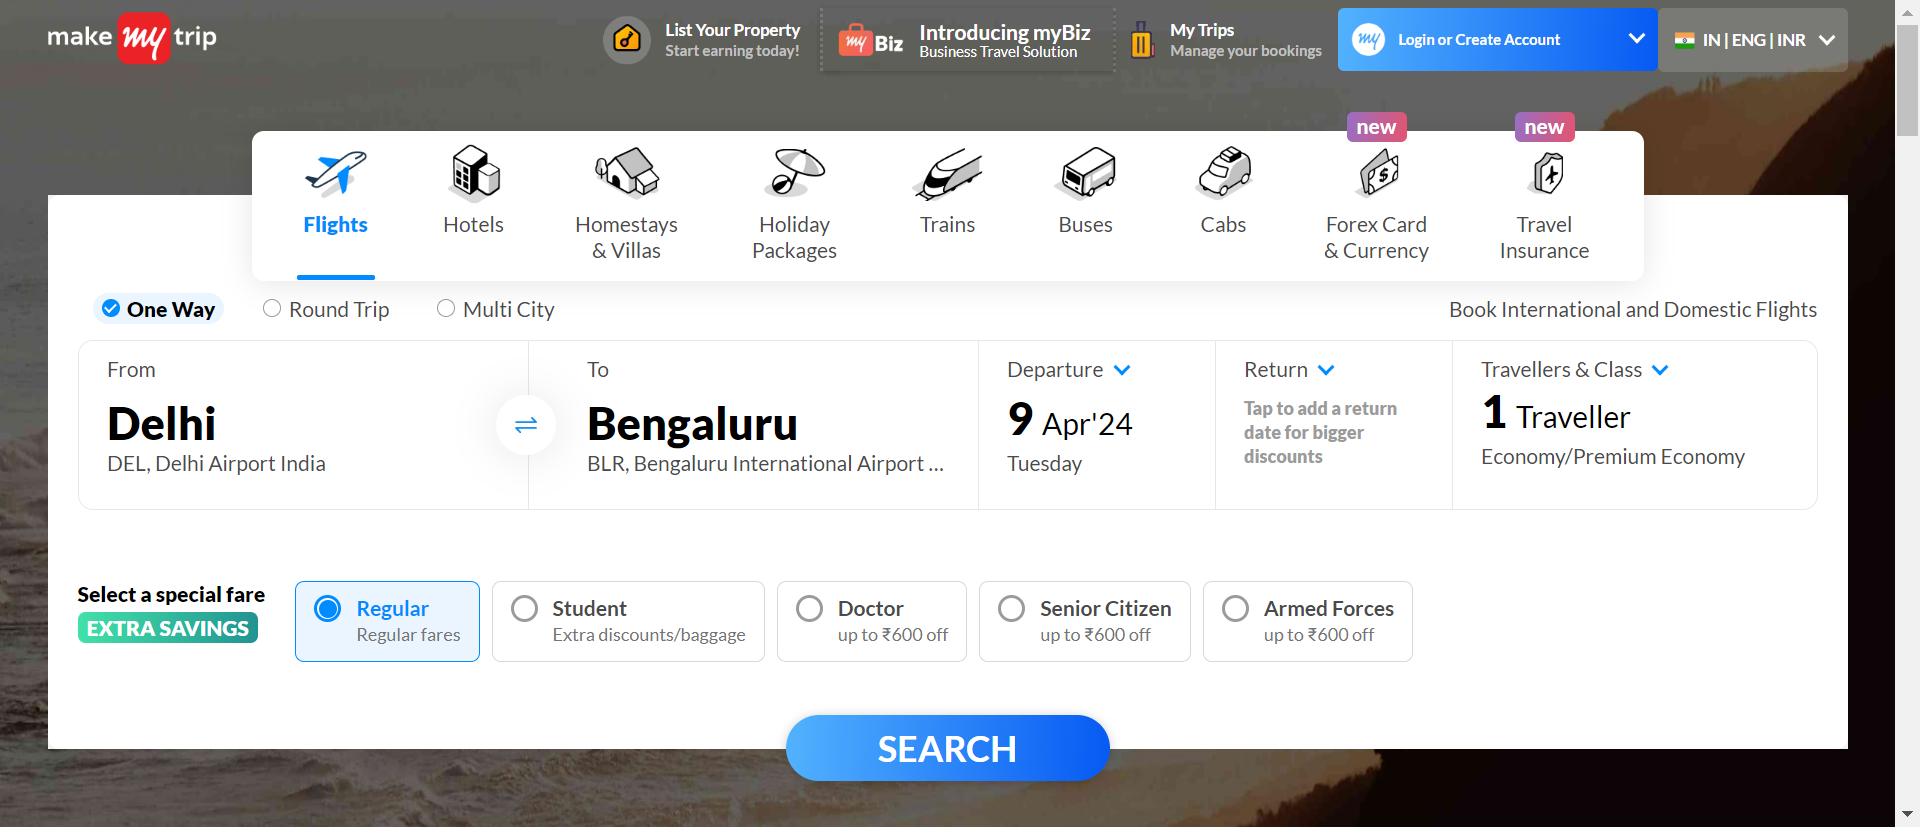 make my trip
List Your Property
Start earning today!
my Biz
Introducing myBiz
Business Travel Solution
My Trips
Manage your bookings
my Login or Create Account
IN | ENG | INR
new
new
Flights
Hotels
Homestays
& Villas
Holiday
Packages
Trains
Buses
Cabs
Forex Card
& Currency
Travel
Insurance
One Way
Round Trip
Multi City
Book International and Domestic Flights
From
Delhi
DEL, Delhi Airport India
To
Bengaluru
BLR, Bengaluru International Airport ...
Departure
9 Apr'24
Tuesday
Return
Tap to add a return
date for bigger
discounts
Travellers & Class
1 Traveller
Economy/Premium Economy
Select a special fare
EXTRA SAVINGS
Regular
Regular fares
Student
Extra discounts/baggage
Doctor
up to ₹600 off
Senior Citizen
up to ₹600 off
Armed Forces
up to ₹600 off
SEARCH